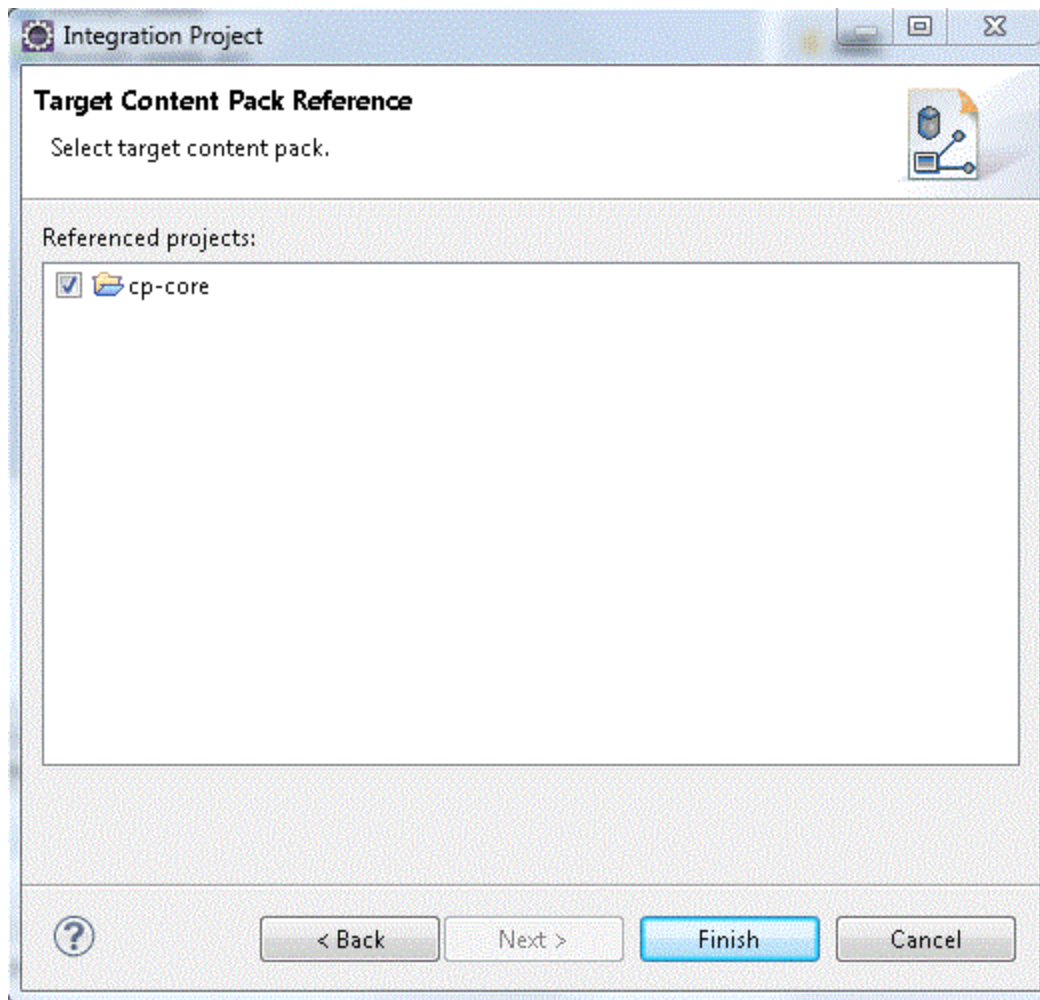 Integration Project
Target Content Pack Reference
Select target content pack.
Referenced projects:
cp-core
< Back
Next >
Finish
Cancel